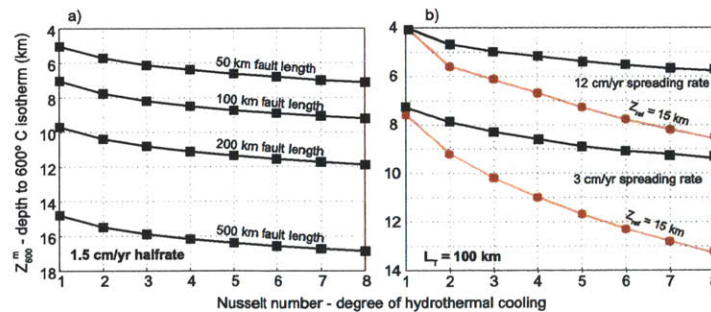 a)
b)
Z600^m - depth to 600° C isotherm (km)
4
6
8
10
12
14
16
18
50 km fault length
100 km fault length
200 km fault length
500 km fault length
1.5 cm/yr halfrate
1 2 3 4 5 6 7 8
4
6
8
10
12
14
12 cm/yr spreading rate
= 15 km
3 cm/yr spreading rate
= 15 km
L_T = 100 km
1 2 3 4 5 6 7 8
Nusselt number - degree of hydrothermal cooling